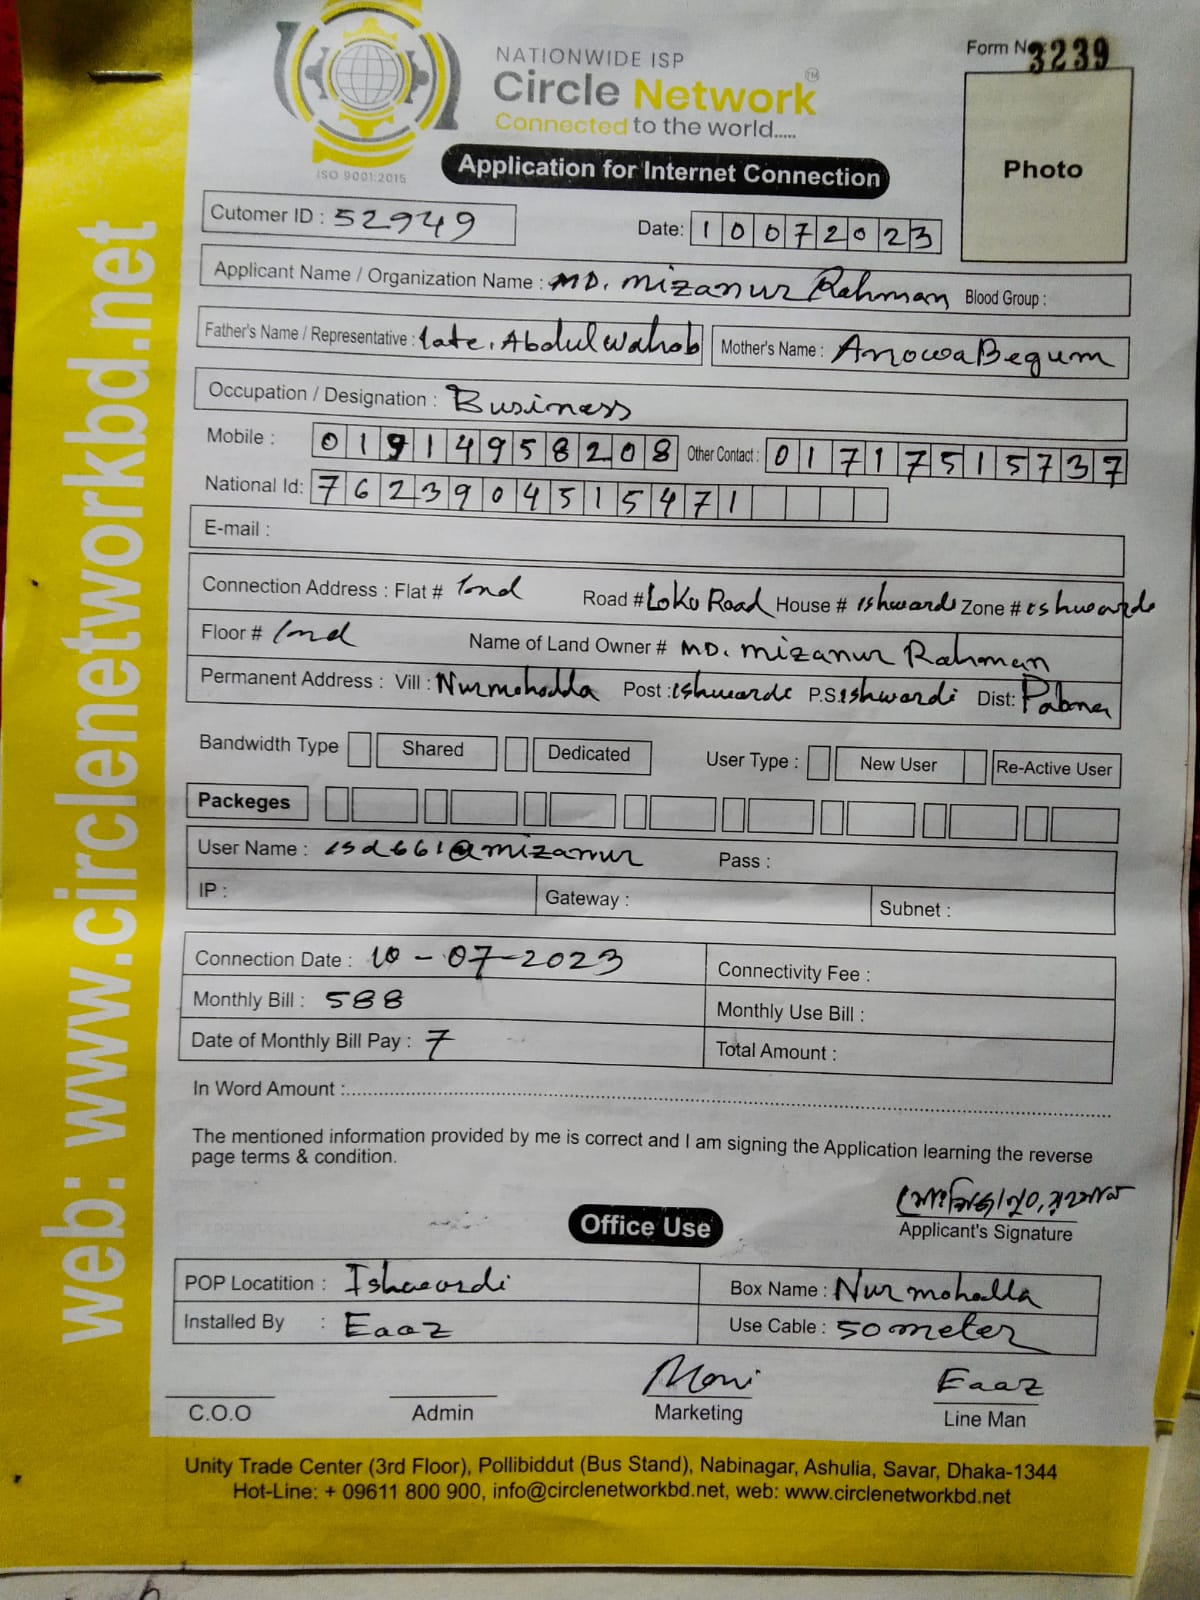 NATIONWIDE ISP
Circle Network TM
Connected to the world.....
ISO 9001:2015
Form No 3239
Photo
Application for Internet Connection
Cutomer ID : 52949
Date: 10072023
Applicant Name / Organization Name : MD. mizanur Rahman Blood Group :
Father's Name / Representative : late. Abdul wahab Mother's Name : Anowa Begum
Occupation / Designation : Business
Mobile : 01914958208 Other Contact : 01717515737
National Id: 7623904515471
E-mail :
Connection Address : Flat # Road # Loko Road House # ishwardi Zone # ishwardi
Floor # Name of Land Owner # MD. mizanur Rahman
Permanent Address : Vill : Nurmohodda Post : ishwardi P.S: ishwardi Dist: Pabna
Bandwidth Type Shared Dedicated User Type : New User Re-Active User
Packeges
User Name : isd661@mizanur Pass :
IP : Gateway : Subnet :
Connection Date : 10-07-2023 Connectivity Fee :
Monthly Bill : 588 Monthly Use Bill :
Date of Monthly Bill Pay : 7 Total Amount :
In Word Amount :
The mentioned information provided by me is correct and I am signing the Application learning the reverse
page terms & condition.
মোঃ মিজানুর রহমান
Applicant's Signature
Office Use
POP Locatition : Ishwordi Box Name : Nurmohalla
Installed By : Eaaz Use Cable : 50 meter
Moni Eaaz
C.O.O Admin Marketing Line Man
Unity Trade Center (3rd Floor), Pollibiddut (Bus Stand), Nabinagar, Ashulia, Savar, Dhaka-1344
Hot-Line: + 09611 800 900, info@circlenetworkbd.net, web: www.circlenetworkbd.net
web: www.circlenetworkbd.net